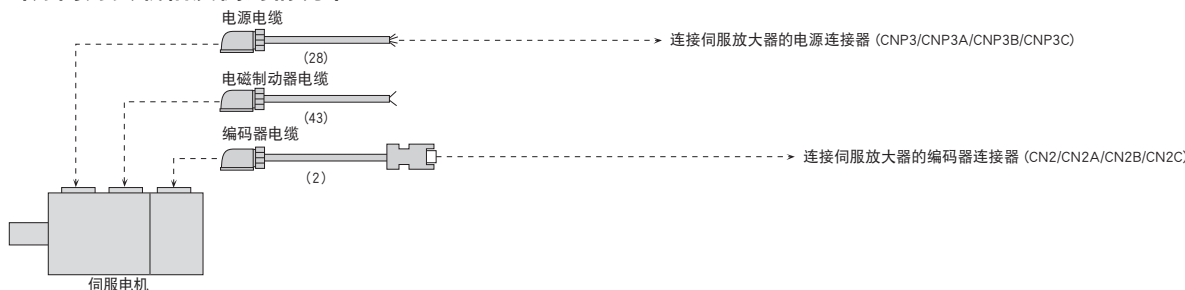 电源电缆
连接伺服放大器的电源连接器 (CNP3/CNP3A/CNP3B/CNP3C)
(28)
电磁制动器电缆
(43)
编码器电缆
连接伺服放大器的编码器连接器 (CN2/CN2A/CN2B/CN2C)
(2)
伺服电机